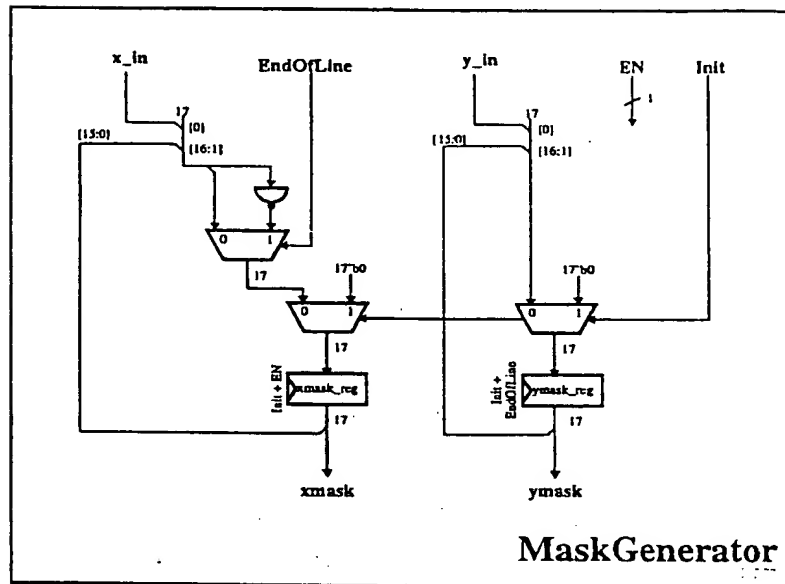 x_in
EndOfLine
y_in
EN
Init
17
[0]
[15:0]
[16:1]
17
[0]
[15:0]
[16:1]
1
0 1
17
17'b0
17'b0
0 1
0 1
17
17
Init + EN
xmask_reg
Init +
EndOfLine
ymask_reg
17
17
xmask
ymask
MaskGenerator